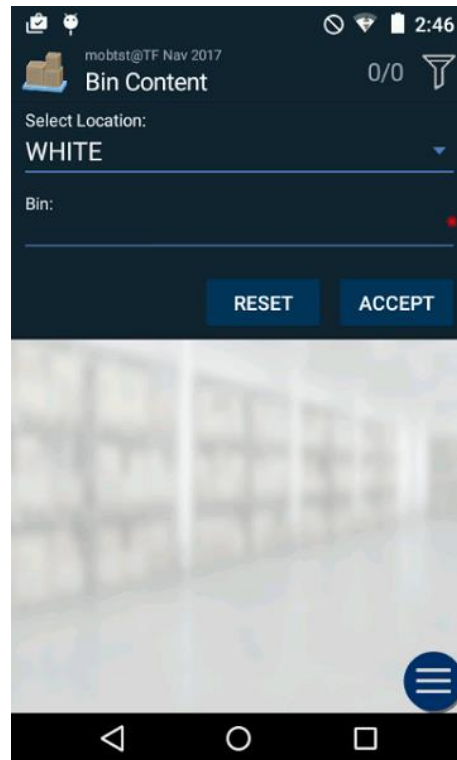 2:46
mobtst@TF Nav 2017
Bin Content
0/0
Select Location:
WHITE
Bin:
RESET
ACCEPT